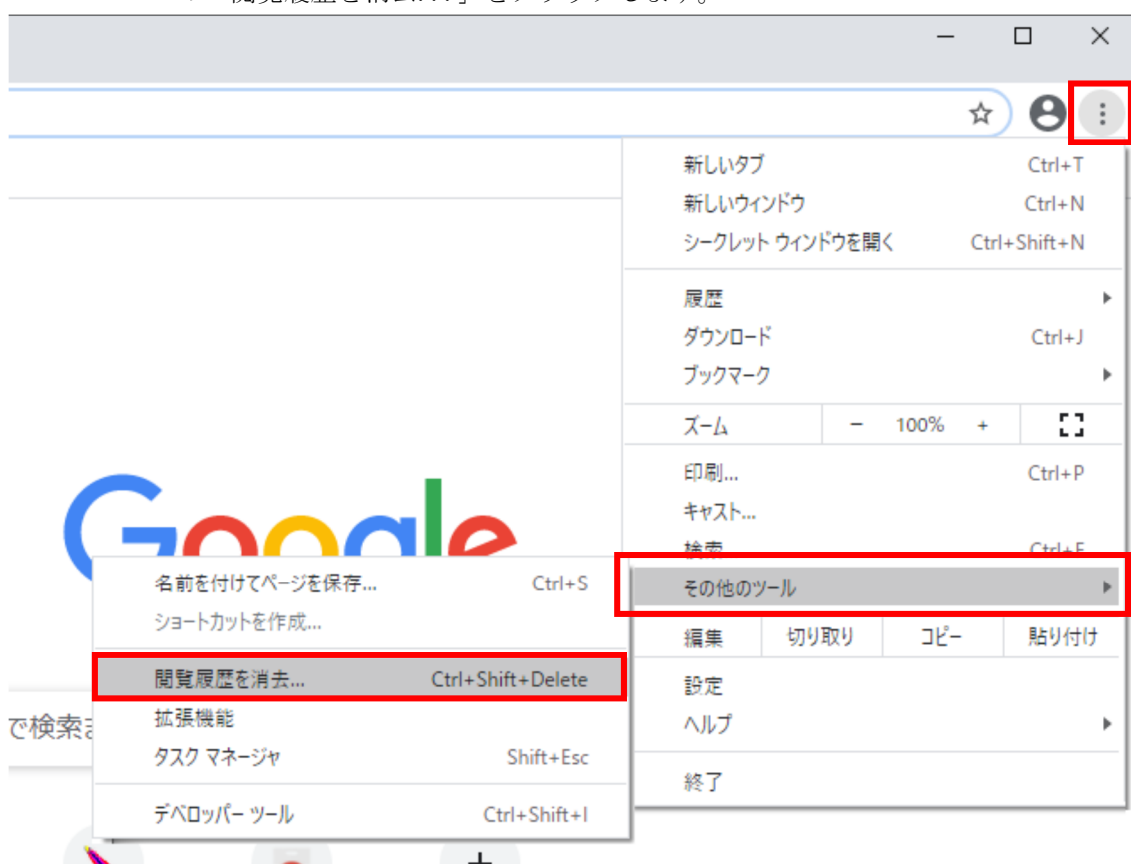 新しいタブ Ctrl+T
新しいウィンドウ Ctrl+N
シークレット ウィンドウを開く Ctrl+Shift+N
履歴
ダウンロード Ctrl+J
ブックマーク
ズーム − 100% +
印刷... Ctrl+P
キャスト...
検索 Ctrl+F
その他のツール
編集 切り取り コピー 貼り付け
設定
ヘルプ
終了
Google
名前を付けてページを保存... Ctrl+S
ショートカットを作成...
閲覧履歴を消去... Ctrl+Shift+Delete
拡張機能
タスク マネージャ Shift+Esc
デベロッパー ツール Ctrl+Shift+I
で検索